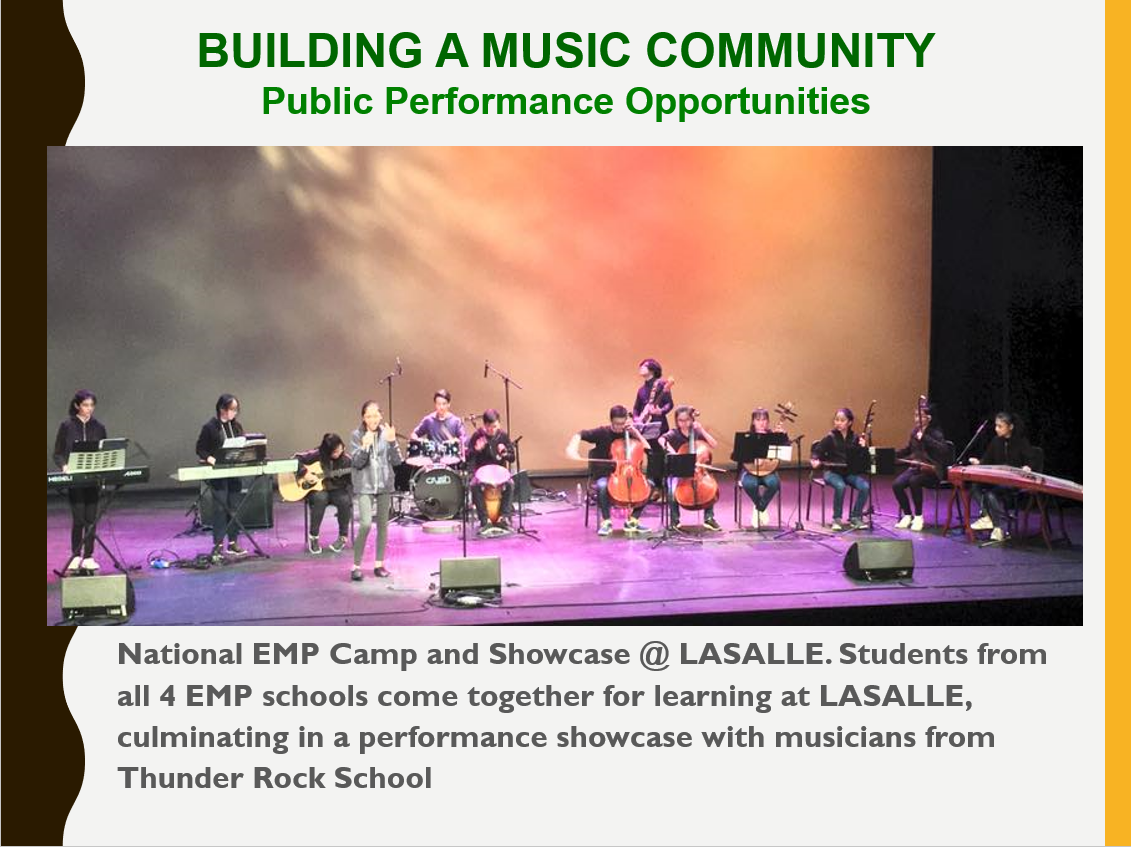 BUILDING A MUSIC COMMUNITY
Public Performance Opportunities
crush
National EMP Camp and Showcase @ LASALLE. Students from
all 4 EMP schools come together for learning at LASALLE,
culminating in a performance showcase with musicians from
Thunder Rock School